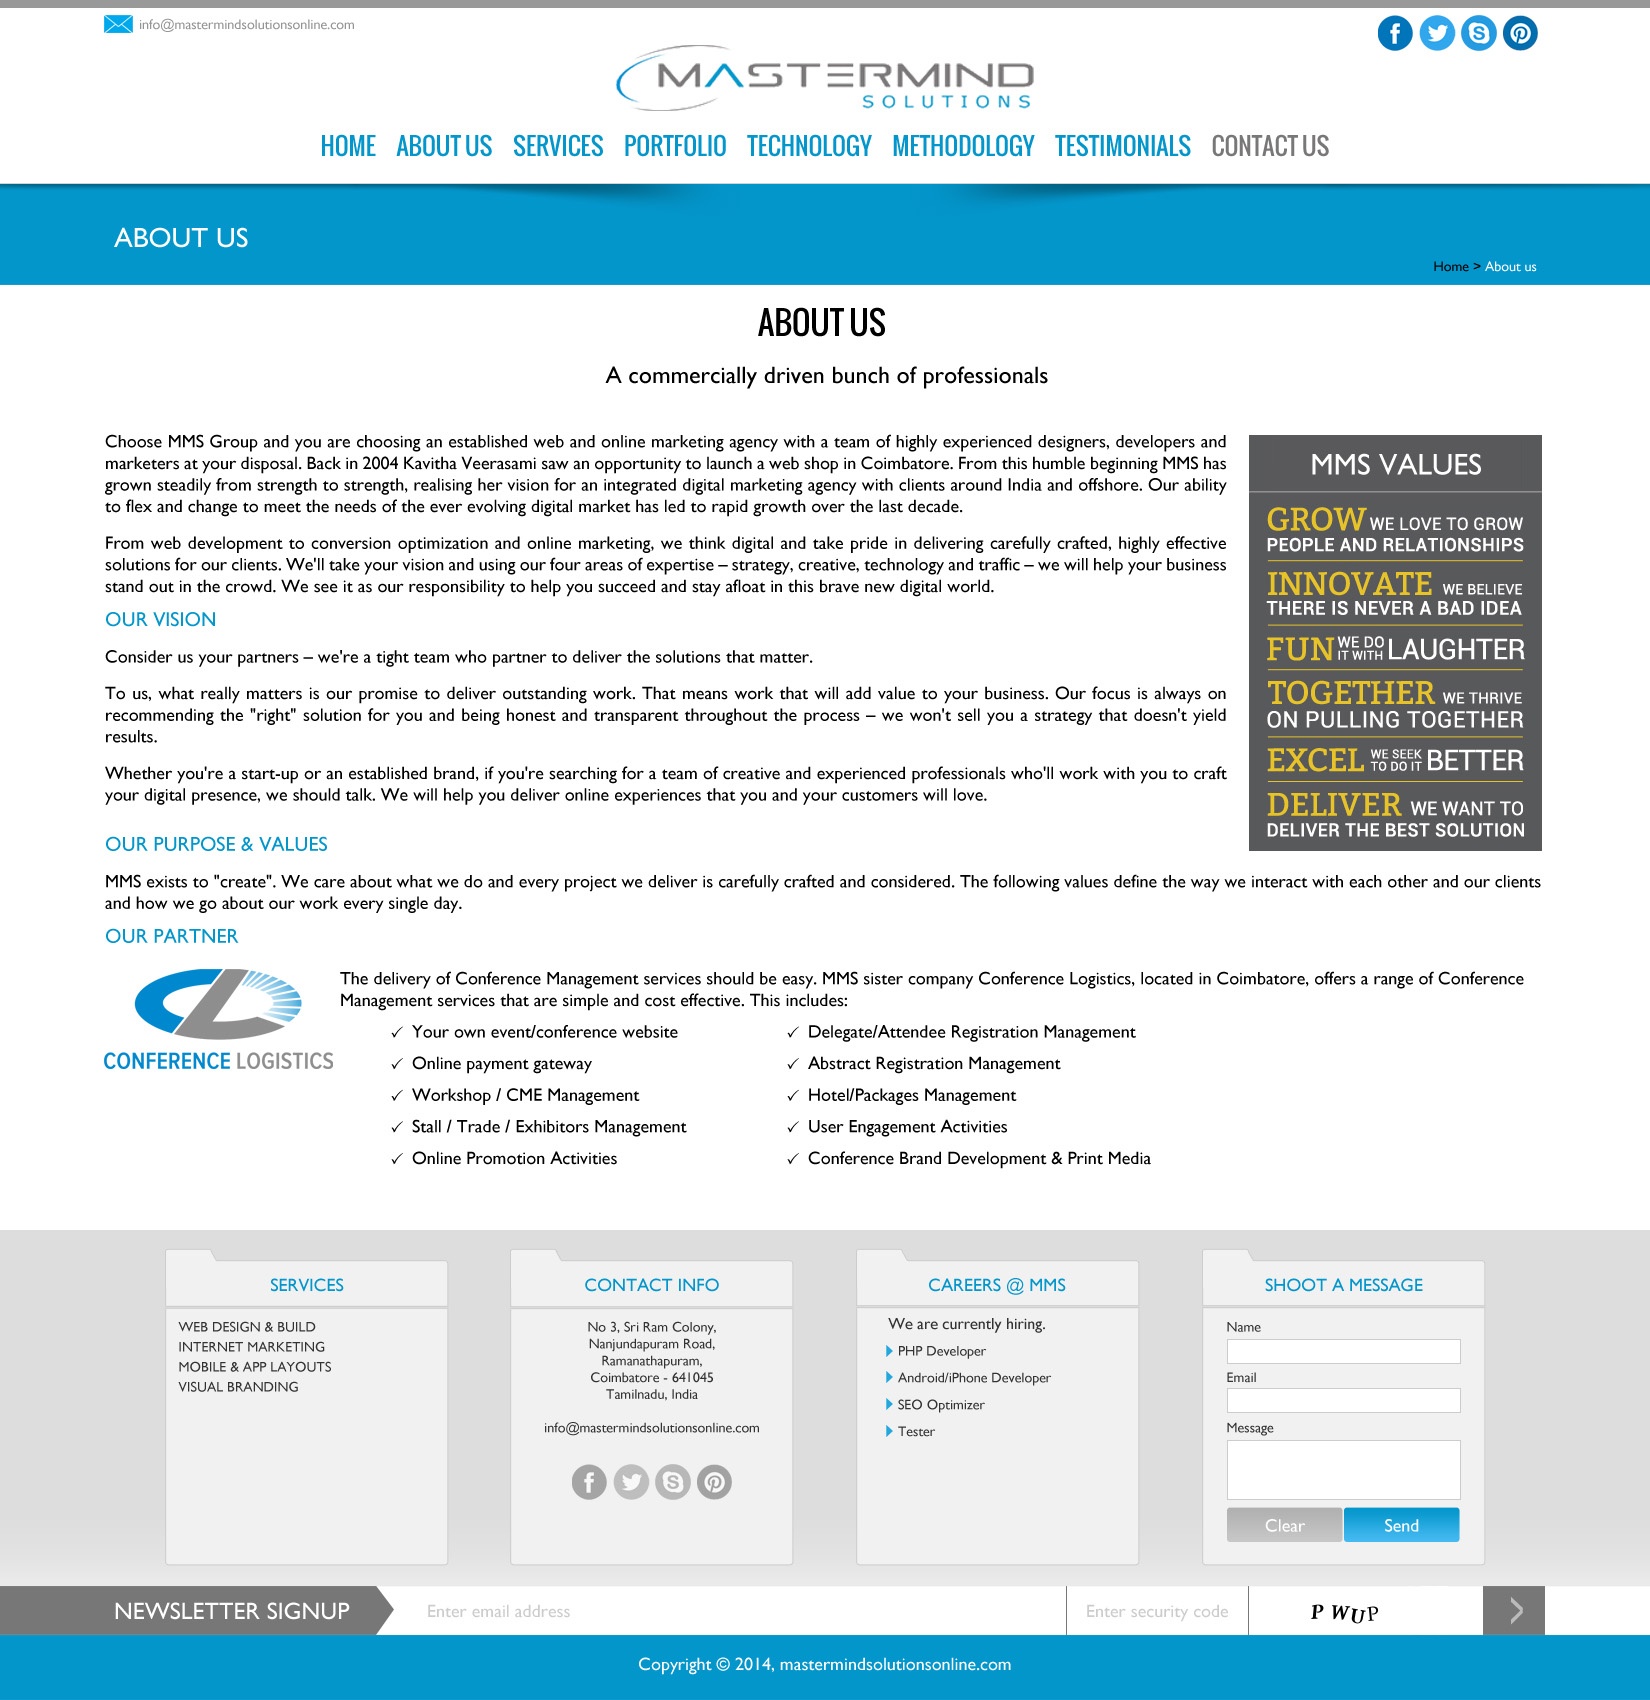 info@mastermindsolutionsonline.com
MASTERMIND
SOLUTIONS
HOME ABOUT US SERVICES PORTFOLIO TECHNOLOGY METHODOLOGY TESTIMONIALS CONTACT US
ABOUT US
Home > About us
ABOUT US
A commercially driven bunch of professionals
Choose MMS Group and you are choosing an established web and online marketing agency with a team of highly experienced designers, developers and
marketers at your disposal. Back in 2004 Kavitha Veerasami saw an opportunity to launch a web shop in Coimbatore. From this humble beginning MMS has
grown steadily from strength to strength, realising her vision for an integrated digital marketing agency with clients around India and offshore. Our ability
to flex and change to meet the needs of the ever evolving digital market has led to rapid growth over the last decade.
From web development to conversion optimization and online marketing, we think digital and take pride in delivering carefully crafted, highly effective
solutions for our clients. We'll take your vision and using our four areas of expertise – strategy, creative, technology and traffic – we will help your business
stand out in the crowd. We see it as our responsibility to help you succeed and stay afloat in this brave new digital world.
OUR VISION
Consider us your partners – we're a tight team who partner to deliver the solutions that matter.
To us, what really matters is our promise to deliver outstanding work. That means work that will add value to your business. Our focus is always on
recommending the "right" solution for you and being honest and transparent throughout the process – we won't sell you a strategy that doesn't yield
results.
Whether you're a start-up or an established brand, if you're searching for a team of creative and experienced professionals who'll work with you to craft
your digital presence, we should talk. We will help you deliver online experiences that you and your customers will love.
MMS VALUES
GROW WE LOVE TO GROW
PEOPLE AND RELATIONSHIPS
INNOVATE WE BELIEVE
THERE IS NEVER A BAD IDEA
FUN WE DO IT WITH LAUGHTER
TOGETHER WE THRIVE
ON PULLING TOGETHER
EXCEL WE SEEK TO DO IT BETTER
DELIVER WE WANT TO
DELIVER THE BEST SOLUTION
OUR PURPOSE & VALUES
MMS exists to "create". We care about what we do and every project we deliver is carefully crafted and considered. The following values define the way we interact with each other and our clients
and how we go about our work every single day.
OUR PARTNER
CONFERENCE LOGISTICS
The delivery of Conference Management services should be easy. MMS sister company Conference Logistics, located in Coimbatore, offers a range of Conference
Management services that are simple and cost effective. This includes:
✓ Your own event/conference website
✓ Online payment gateway
✓ Workshop / CME Management
✓ Stall / Trade / Exhibitors Management
✓ Online Promotion Activities
✓ Delegate/Attendee Registration Management
✓ Abstract Registration Management
✓ Hotel/Packages Management
✓ User Engagement Activities
✓ Conference Brand Development & Print Media
SERVICES
WEB DESIGN & BUILD
INTERNET MARKETING
MOBILE & APP LAYOUTS
VISUAL BRANDING
CONTACT INFO
No 3, Sri Ram Colony,
Nanjundapuram Road,
Ramanathapuram,
Coimbatore - 641045
Tamilnadu, India
info@mastermindsolutionsonline.com
CAREERS @ MMS
We are currently hiring.
PHP Developer
Android/iPhone Developer
SEO Optimizer
Tester
SHOOT A MESSAGE
Name
Email
Message
Clear Send
NEWSLETTER SIGNUP Enter email address Enter security code P WUP
Copyright © 2014, mastermindsolutionsonline.com